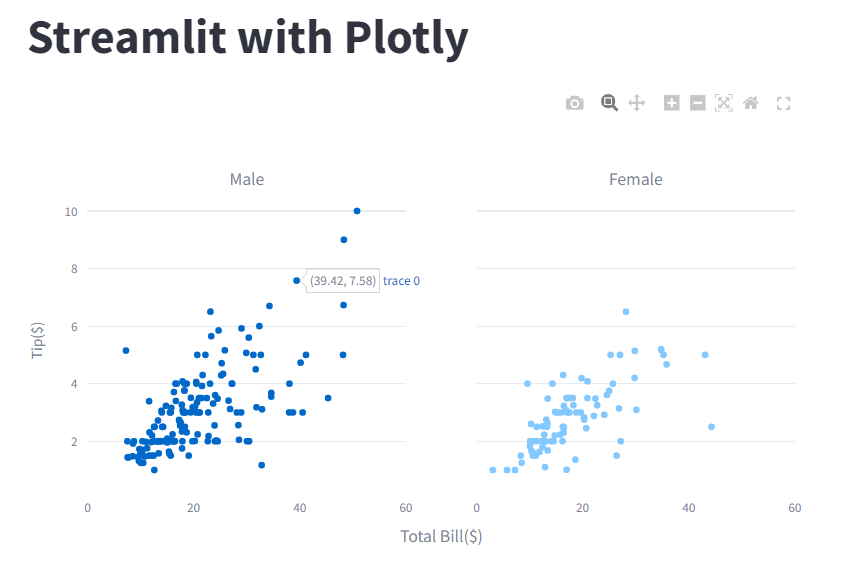 Streamlit with Plotly
Male
Female
10
8
6
4
2
Tip($)
(39.42, 7.58) trace 0
0
20
40
60
0
20
40
60
Total Bill($)